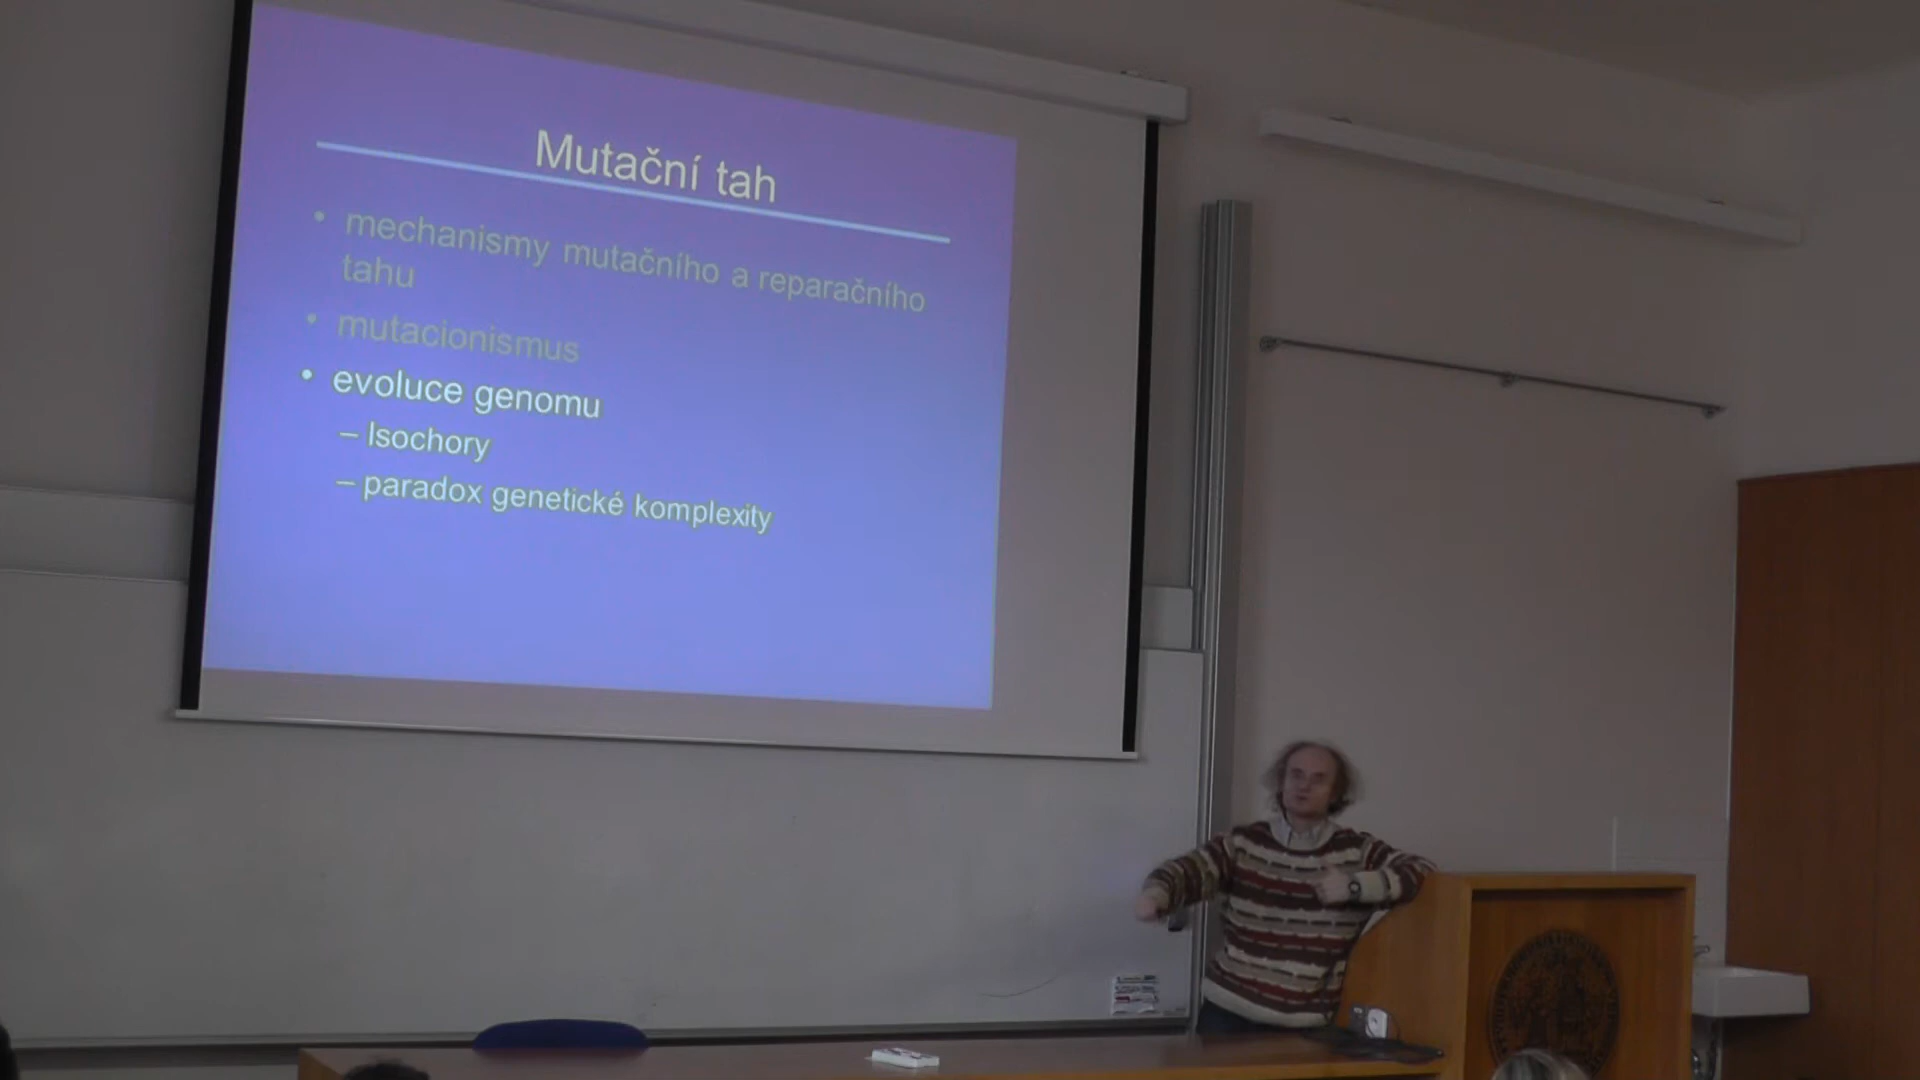 Mutační tah
• mechanismy mutačního a reparačního
tahu
• mutacionismus
• evoluce genomu
– Isochory
– paradox genetické komplexity